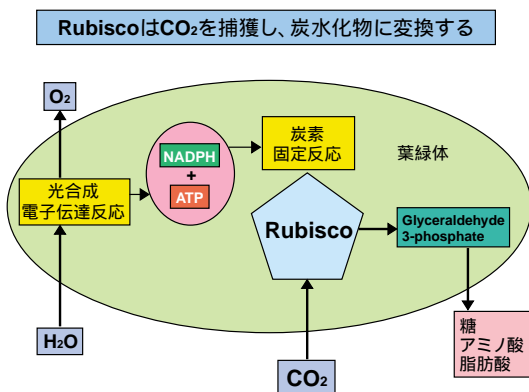 RubiscoはCO₂を捕獲し、炭水化物に変換する
O₂
NADPH
+
ATP
炭素
固定反応
葉緑体
光合成
電子伝達反応
Rubisco
Glyceraldehyde
3-phosphate
H₂O
CO₂
糖
アミノ酸
脂肪酸